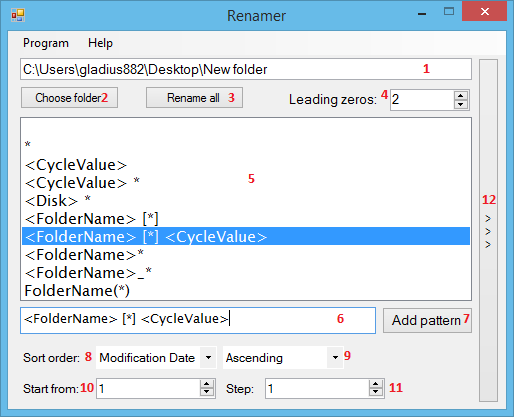 Renamer
Program Help
C:\Users\gladius882\Desktop\New folder 1
Choose folder 2 Rename all 3 Leading zeros: 4 2
*
<CycleValue>
<CycleValue> * 5
<Disk> *
<FolderName> [*] 12
<FolderName> [*] <CycleValue>
<FolderName>*
<FolderName>_*
FolderName(*)
<FolderName> [*] <CycleValue> 6 Add pattern 7
Sort order: 8 Modification Date Ascending 9
Start from: 10 1 Step: 1 11
>
>
>